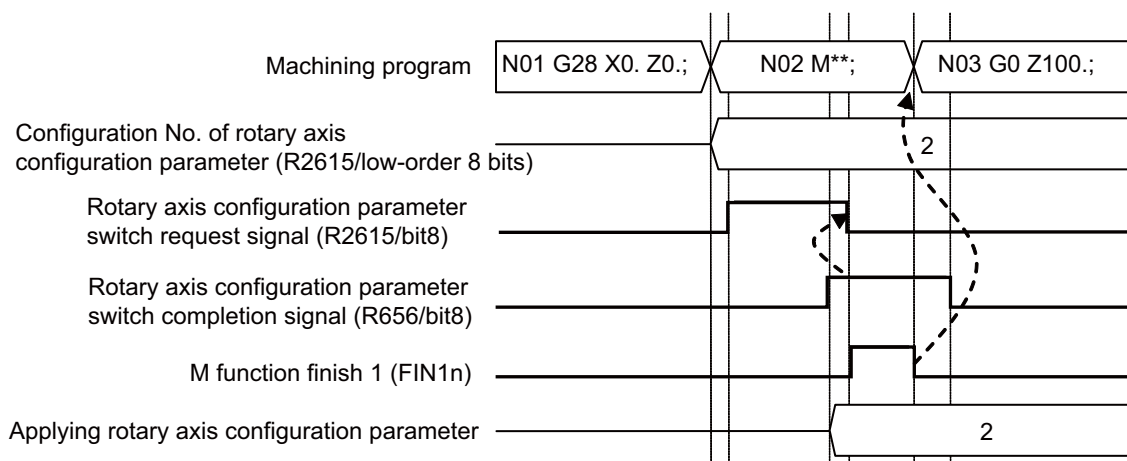 Machining program
N01 G28 X0. Z0.;
N02 M**;
N03 G0 Z100.;
Configuration No. of rotary axis
configuration parameter (R2615/low-order 8 bits)
2
Rotary axis configuration parameter
switch request signal (R2615/bit8)
Rotary axis configuration parameter
switch completion signal (R656/bit8)
M function finish 1 (FIN1n)
Applying rotary axis configuration parameter
2